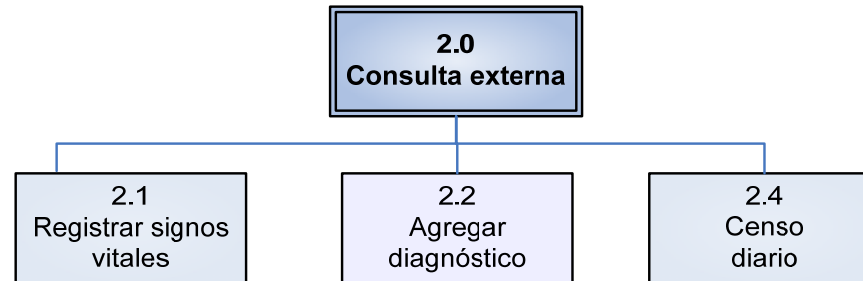 2.0
Consulta externa
2.1
Registrar signos
vitales
2.2
Agregar
diagnóstico
2.4
Censo
diario